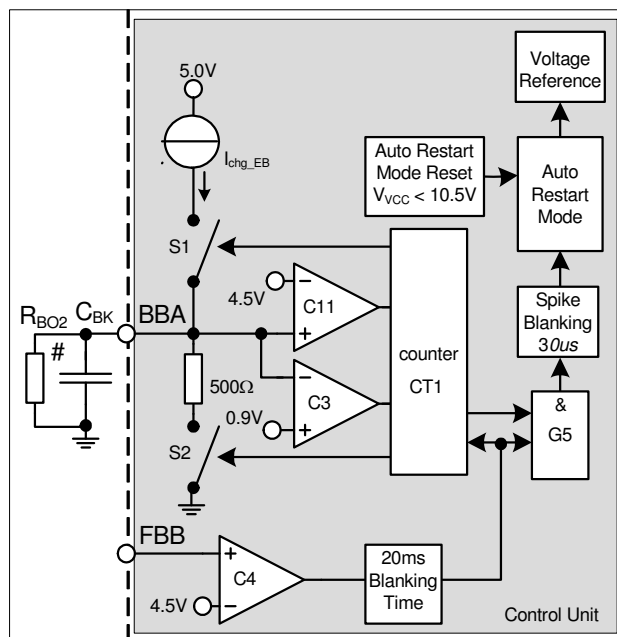 Voltage
Reference
5.0V
I_chg_EB
Auto Restart
Mode Reset
V_VCC < 10.5V
Auto
Restart
Mode
S1
4.5V
C11
R_BO2
C_BK
BBA
#
Spike
Blanking
30us
counter
CT1
500Ω
C3
0.9V
&
G5
S2
FBB
C4
20ms
Blanking
Time
4.5V
Control Unit